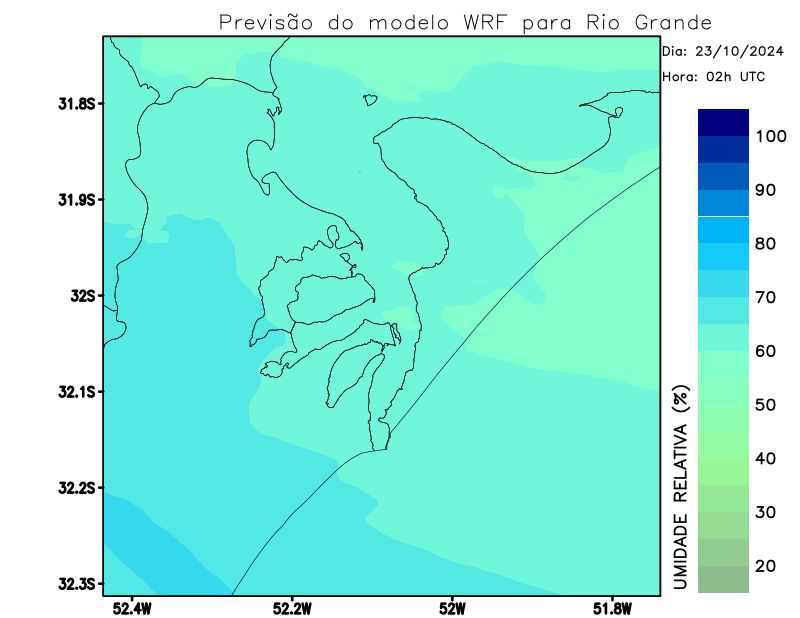 Previsão do modelo WRF para Rio Grande
Dia: 23/10/2024
Hora: 02h UTC
31.8S
31.9S
32S
32.1S
32.2S
32.3S
52.4W
52.2W
52W
51.8W
UMIDADE RELATIVA (%)
100
90
80
70
60
50
40
30
20